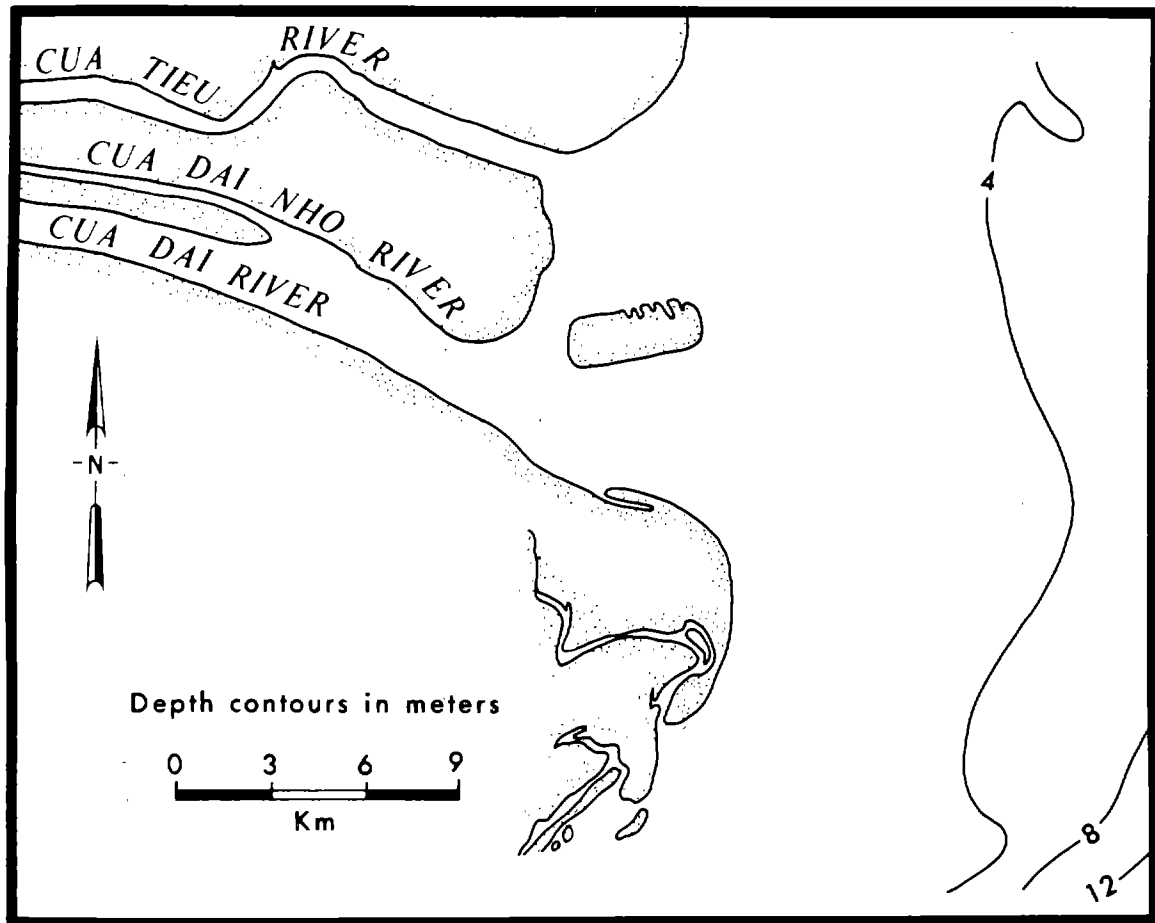 CUA TIEU RIVER
CUA DAI NHO RIVER
CUA DAI RIVER
4
-N-
Depth contours in meters
0 3 6 9
Km
8
12